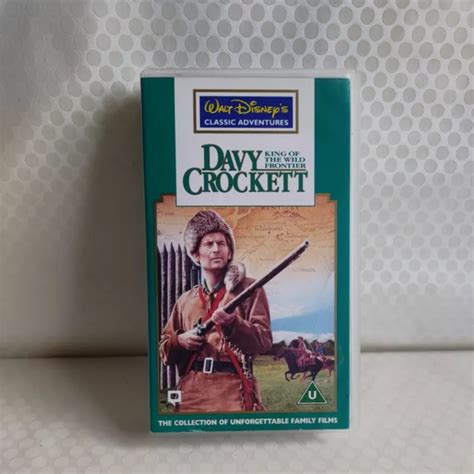 WALT DISNEY'S
CLASSIC ADVENTURES
DAVY
KING OF
THE WILD
FRONTIER
CROCKETT
U
THE COLLECTION OF UNFORGETTABLE FAMILY FILMS